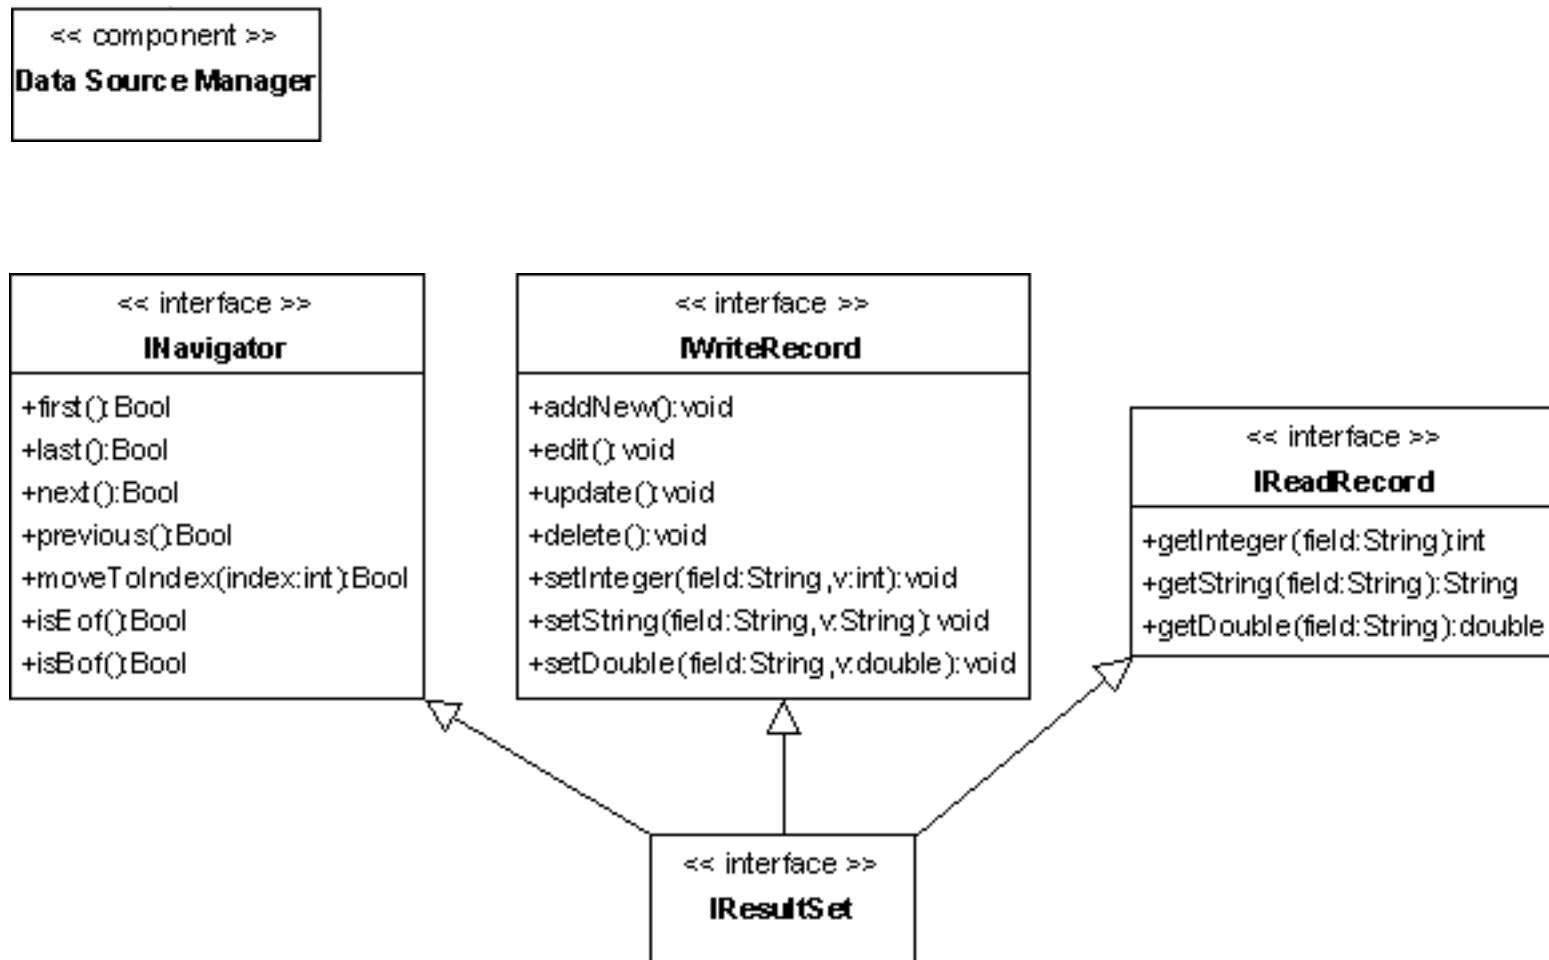 << component >>
Data Source Manager
<< interface >>
INavigator
+first():Bool
+last():Bool
+next():Bool
+previous():Bool
+moveToIndex(index:int):Bool
+isEof():Bool
+isBof():Bool
<< interface >>
IWriteRecord
+addNew():void
+edit():void
+update():void
+delete():void
+setInteger(field:String,v:int):void
+setString(field:String,v:String):void
+setDouble(field:String,v:double):void
<< interface >>
IReadRecord
+getInteger(field:String):int
+getString(field:String):String
+getDouble(field:String):double
<< interface >>
IResultSet